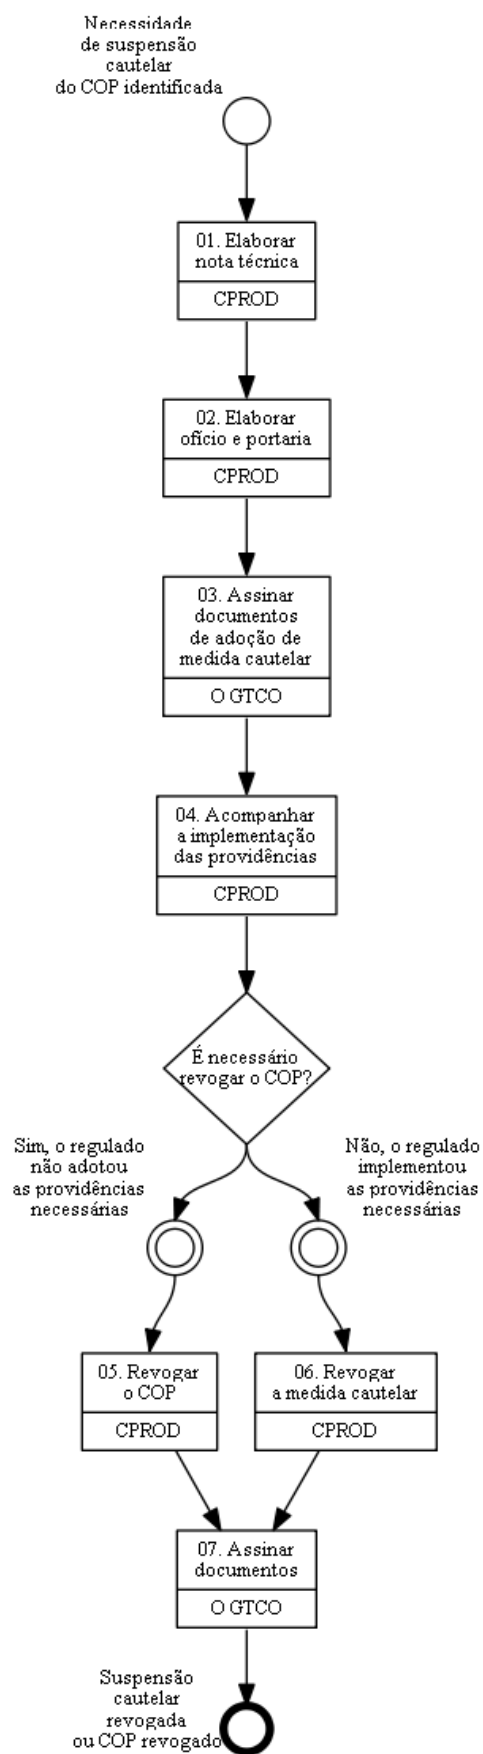 Necessidade
de suspensão
cautelar
do COP identificada
01. Elaborar
nota técnica
CPROD
02. Elaborar
ofício e portaria
CPROD
03. Assinar
documentos
de adoção de
medida cautelar
O GTCO
04. Acompanhar
a implementação
das providências
CPROD
É necessário
revogar o COP?
Sim, o regulado
não adotou
as providências
necessárias
Não, o regulado
implementou
as providências
necessárias
05. Revogar
o COP
CPROD
06. Revogar
a medida cautelar
CPROD
07. Assinar
documentos
O GTCO
Suspensão
cautelar
revogada
ou COP revogado